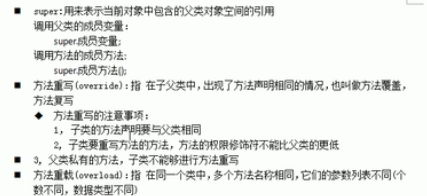 ■ super:用来表示当前对象中包含的父类对象空间的引用
调用父类的成员变量：
super.成员变量;
调用方法的成员方法:
super.成员方法();
■ 方法重写(override):指 在子父类中，出现了方法声明相同的情况，也叫做方法覆盖，
方法复写
◆ 方法重写的注意事项：
1, 子类的方法声明要与父类相同
2, 子类要重写方法的方法，方法的权限修饰符不能比父类的更低
■ 3, 父类私有的方法，子类不能够进行方法重写
■ 方法重载(overload):指 在同一个类中，多个方法名称相同，它们的参数列表不同(个
数不同，数据类型不同)